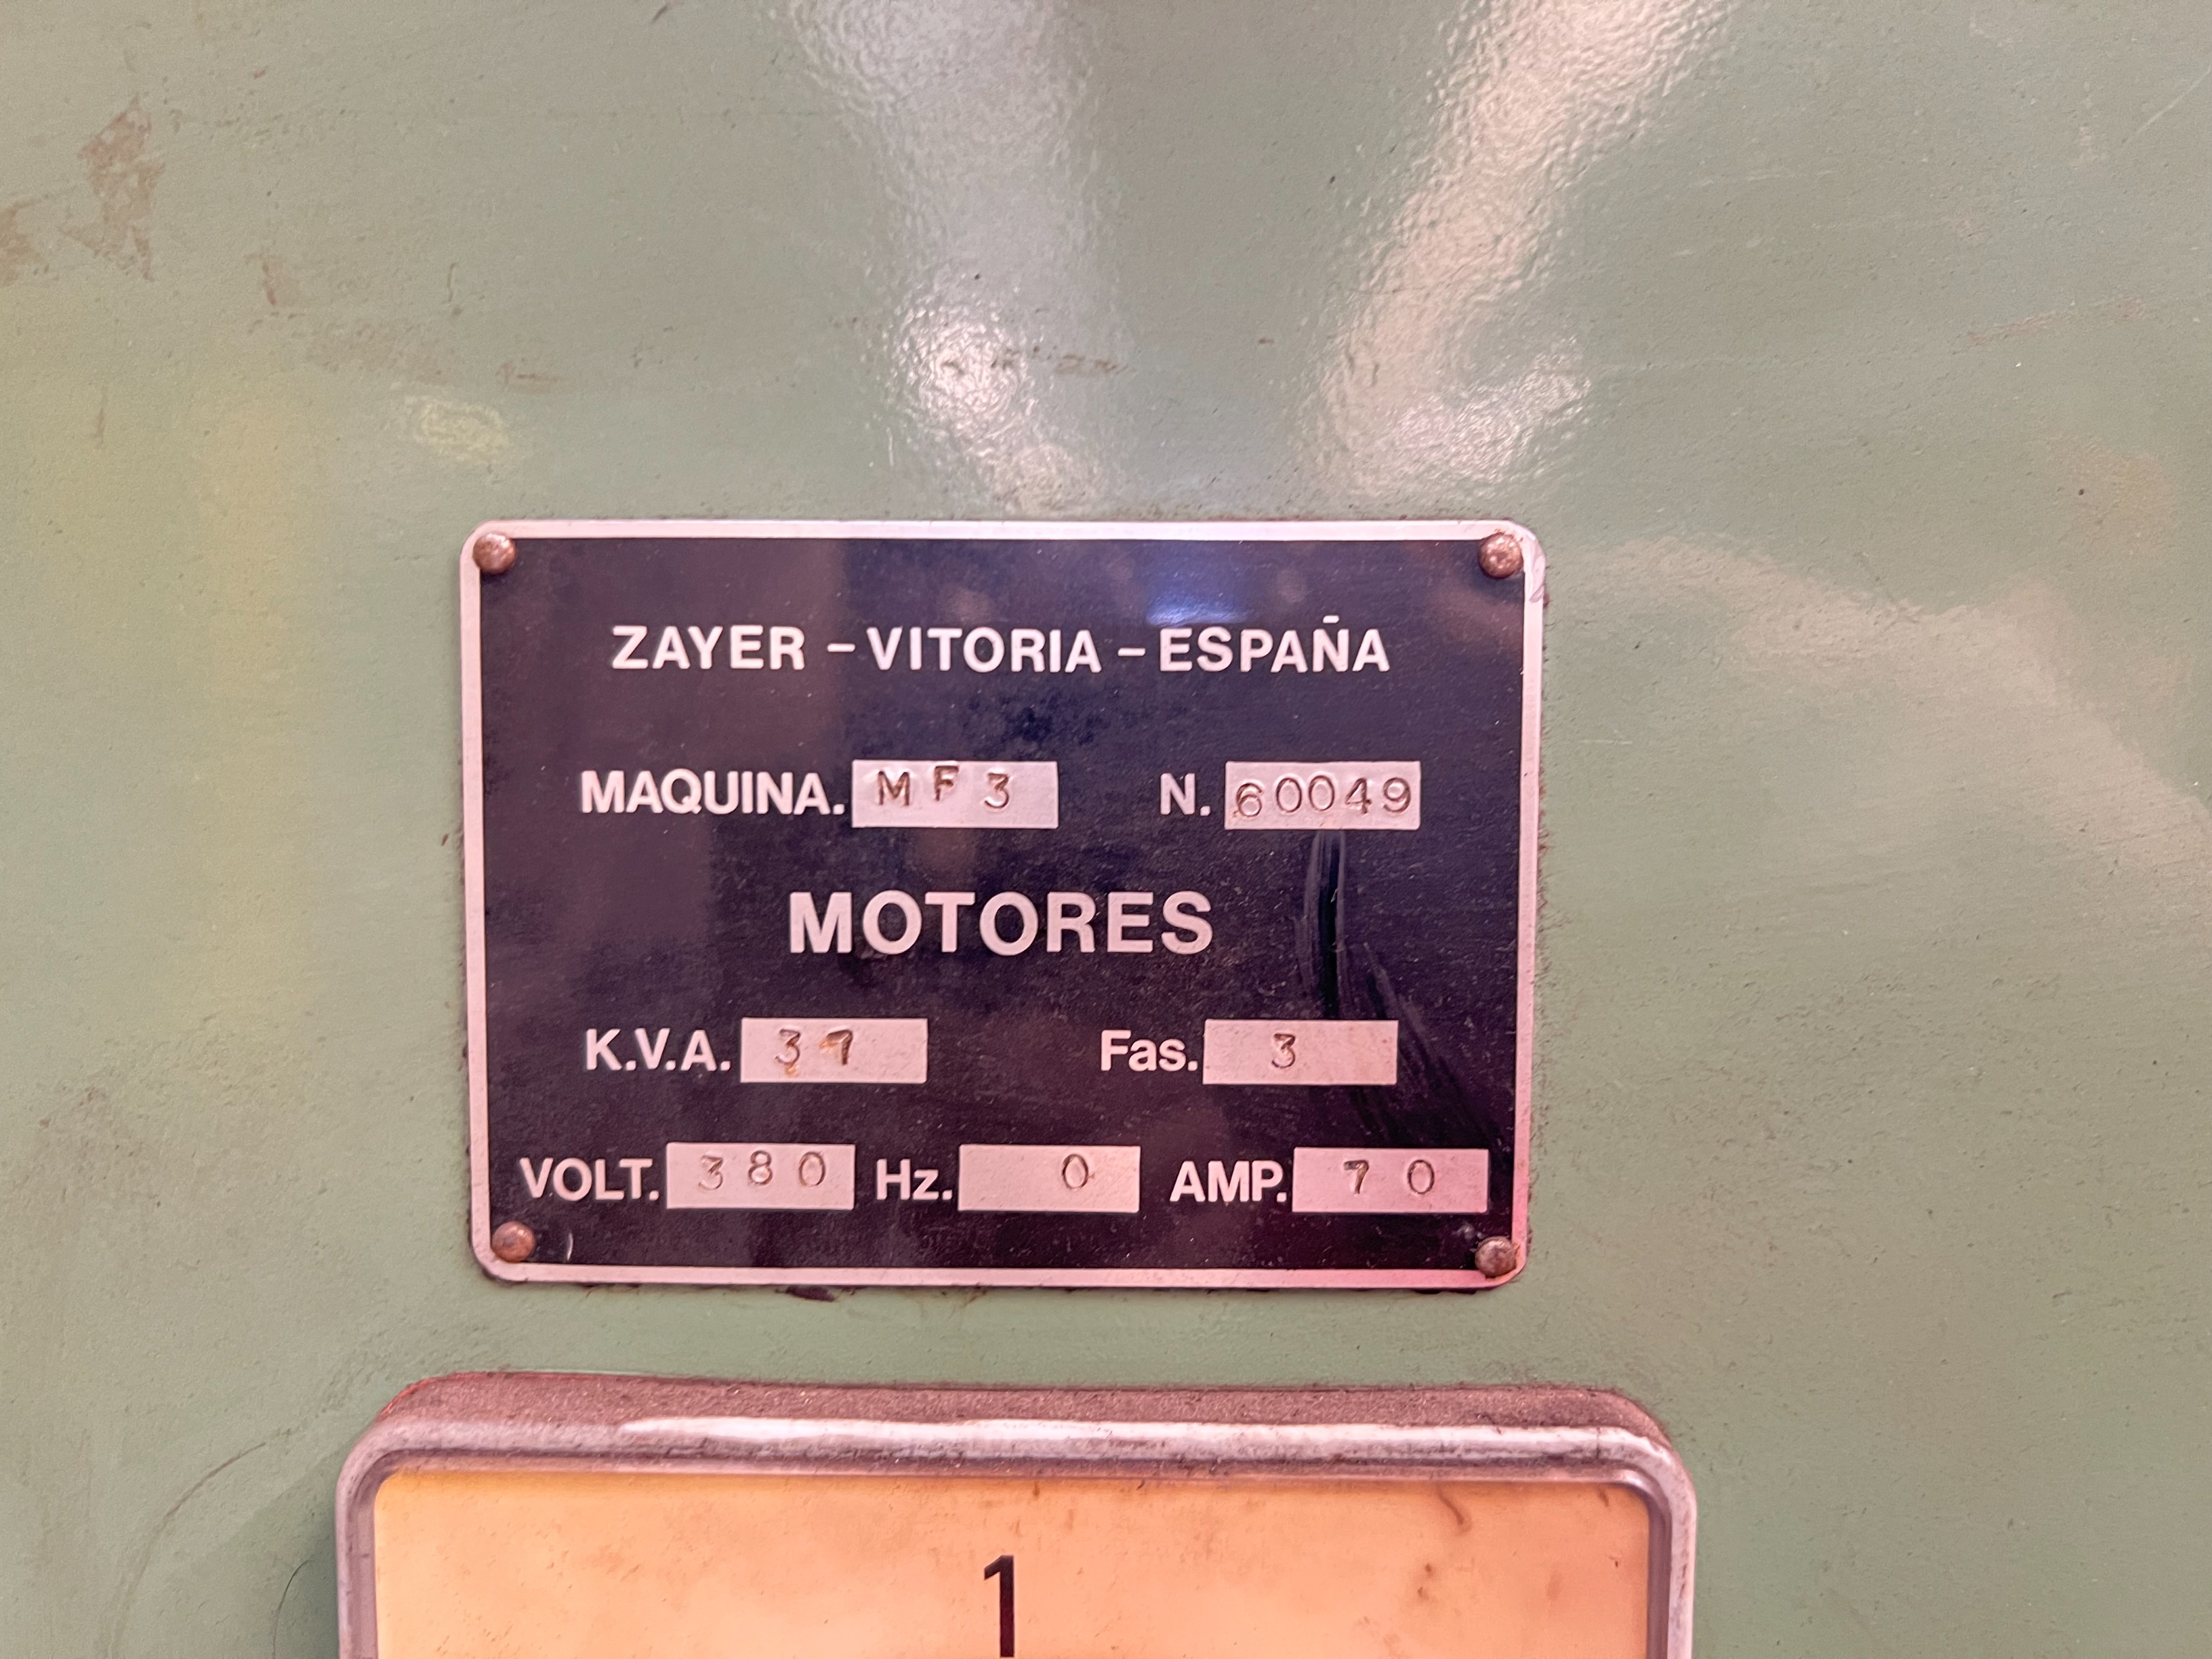 ZAYER - VITORIA - ESPAÑA
MAQUINA. MF3 N. 60049
MOTORES
K.V.A. 37 Fas. 3
VOLT. 380 Hz. 0 AMP. 70
1